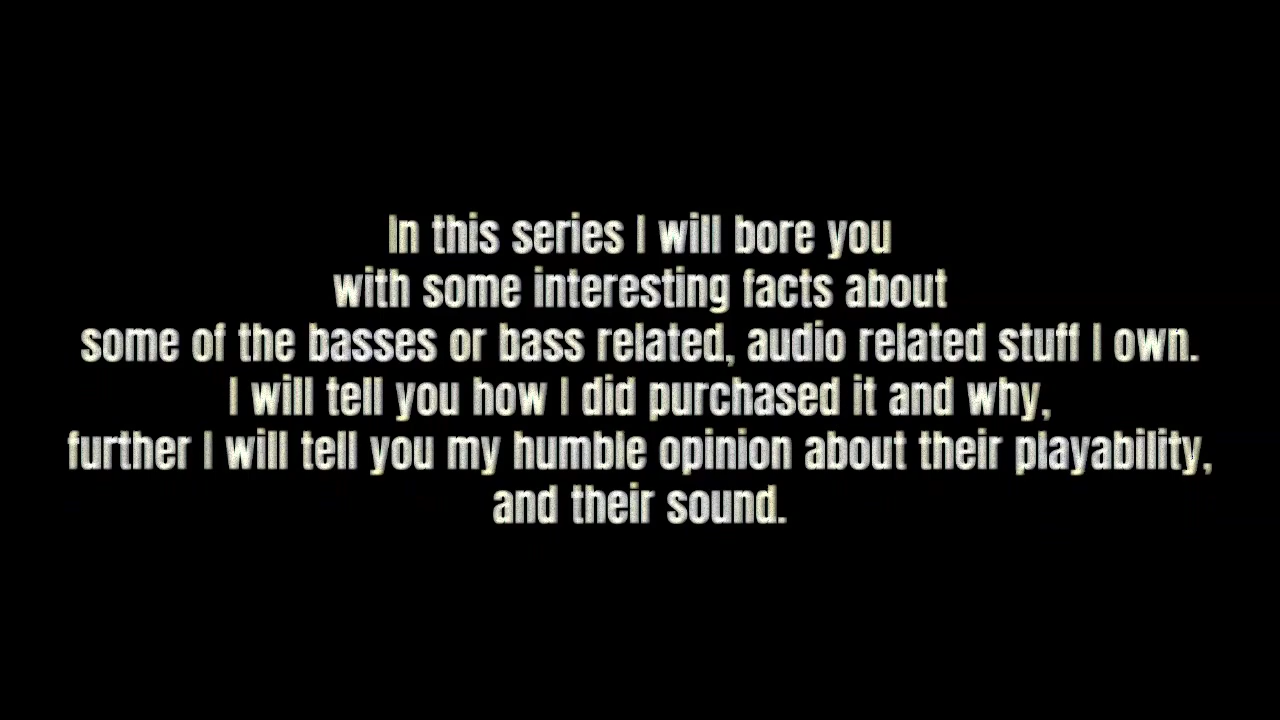 In this series I will bore you
with some interesting facts about
some of the basses or bass related, audio related stuff I own.
I will tell you how I did purchased it and why,
further I will tell you my humble opinion about their playability,
and their sound.